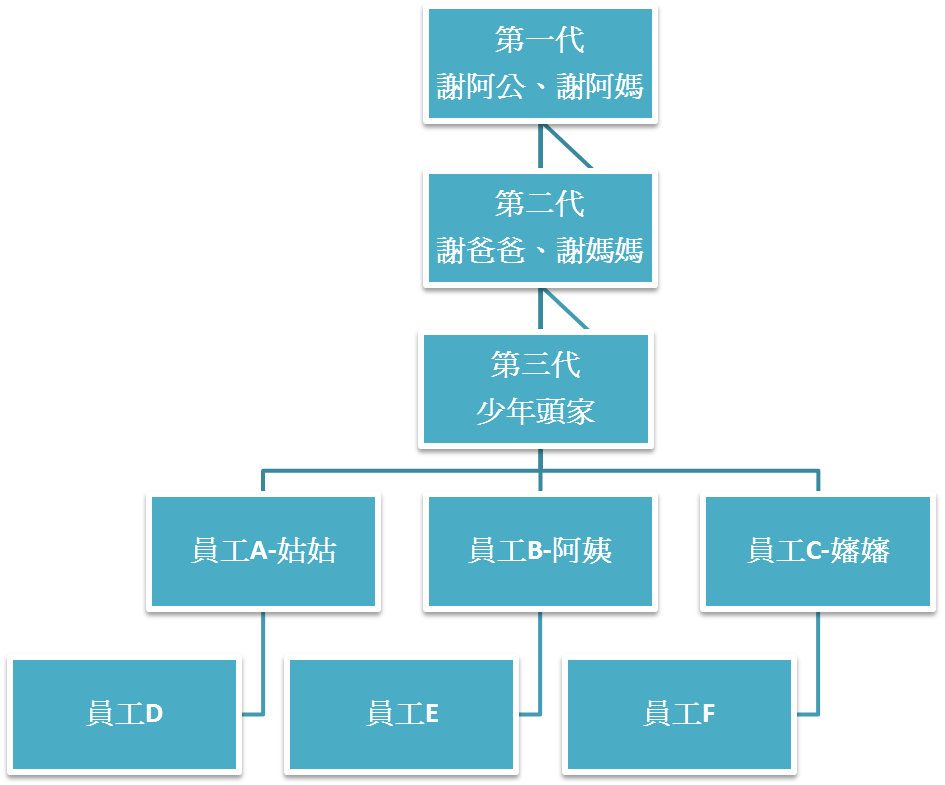 第一代
謝阿公、謝阿媽
第二代
謝爸爸、謝媽媽
第三代
少年頭家
員工A-姑姑
員工B-阿姨
員工C-嬸嬸
員工D
員工E
員工F